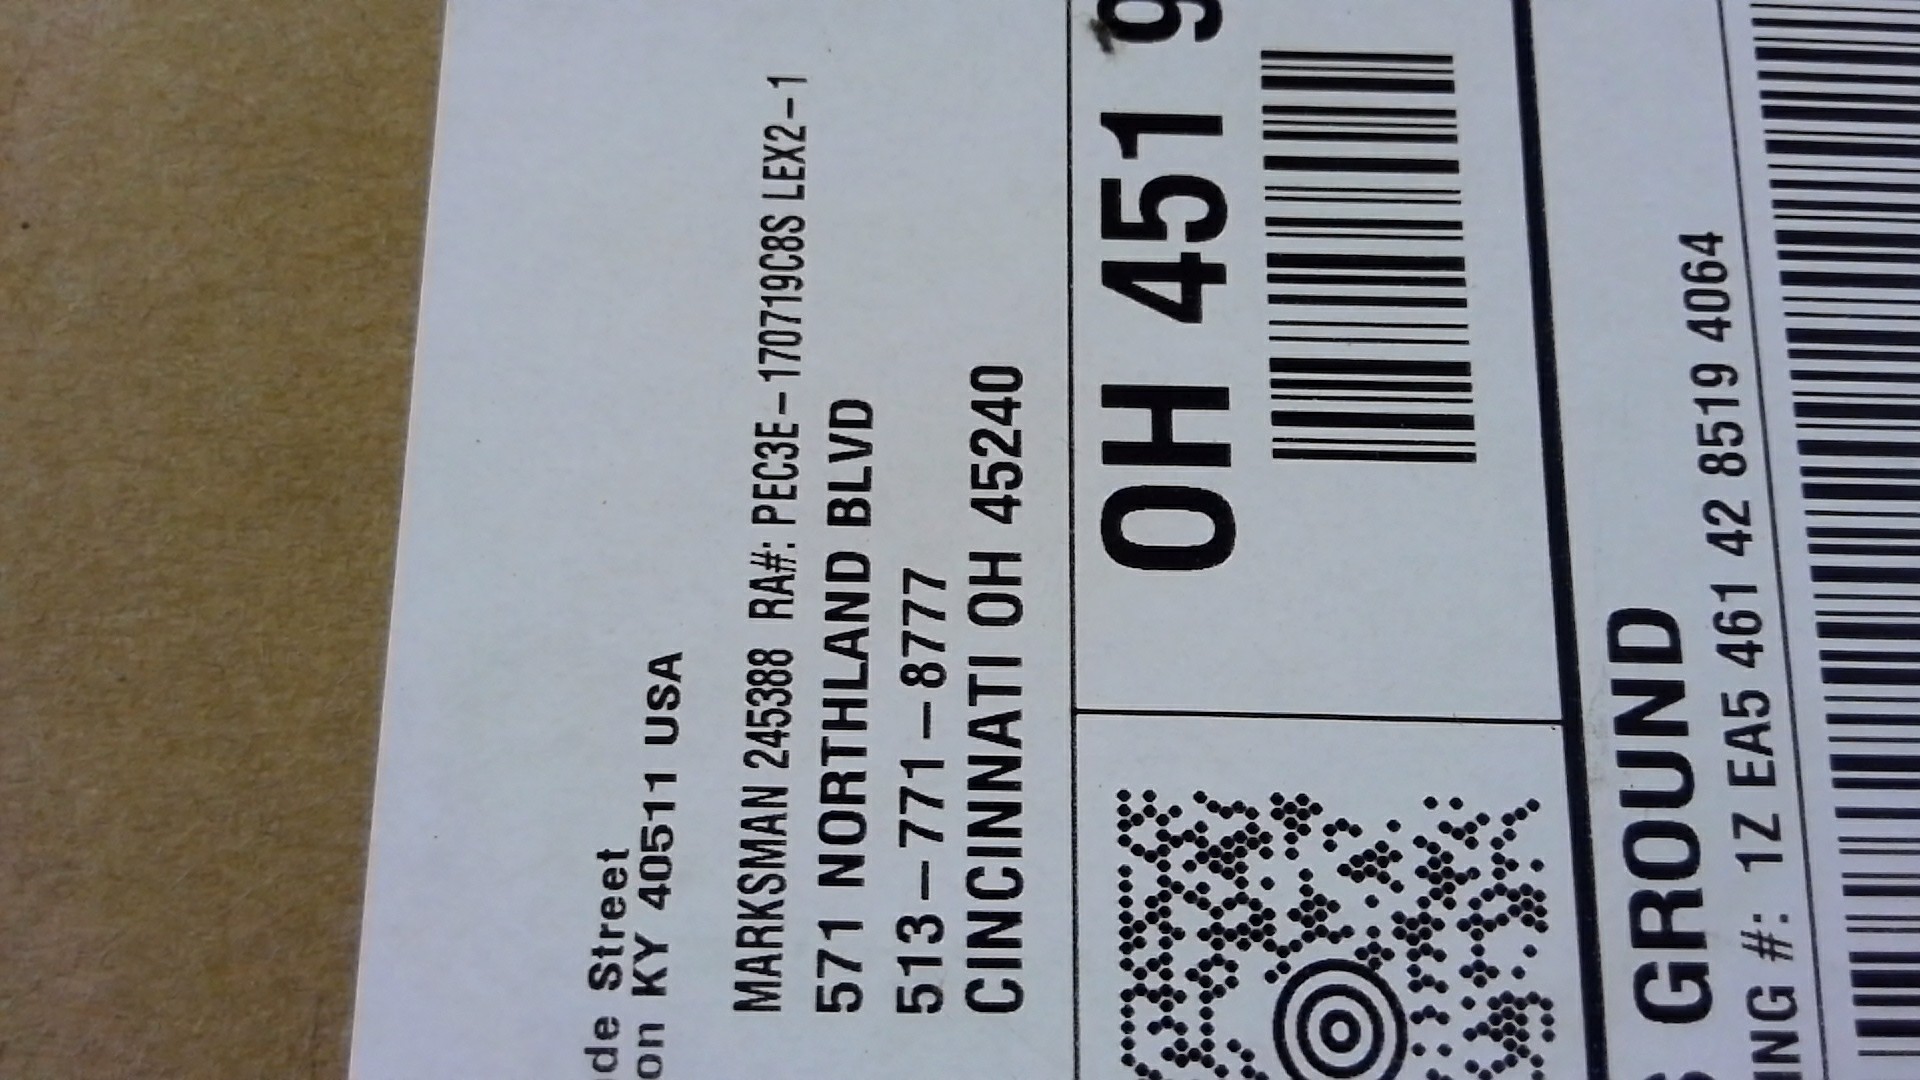 de Street
on KY 40511 USA
MARKSMAN 245388 RA#: PEC3E-170719C8S LEX2-1
571 NORTHLAND BLVD
513-771-8777
CINCINNATI OH 45240
OH 451 9
S GROUND
ING #: 1Z EA5 461 42 8519 4064